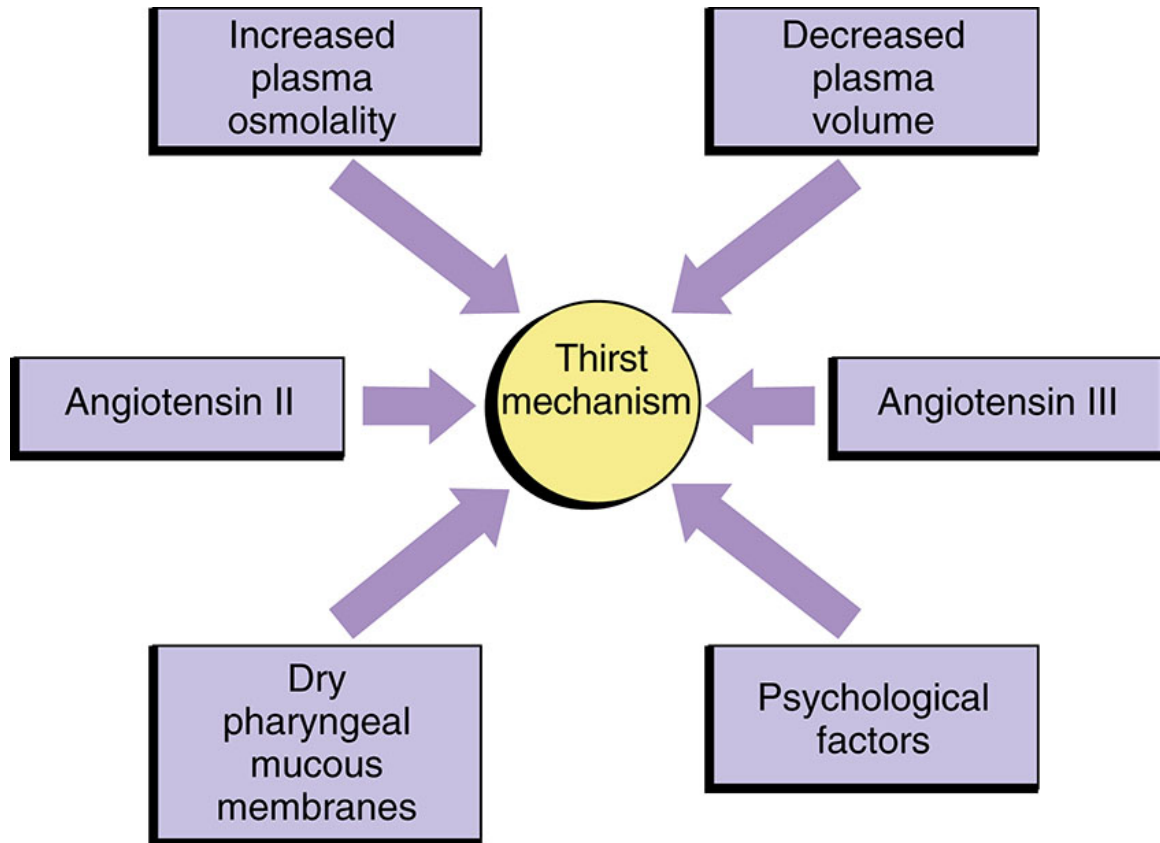 Increased
plasma
osmolality
Decreased
plasma
volume
Angiotensin II
Thirst
mechanism
Angiotensin III
Dry
pharyngeal
mucous
membranes
Psychological
factors